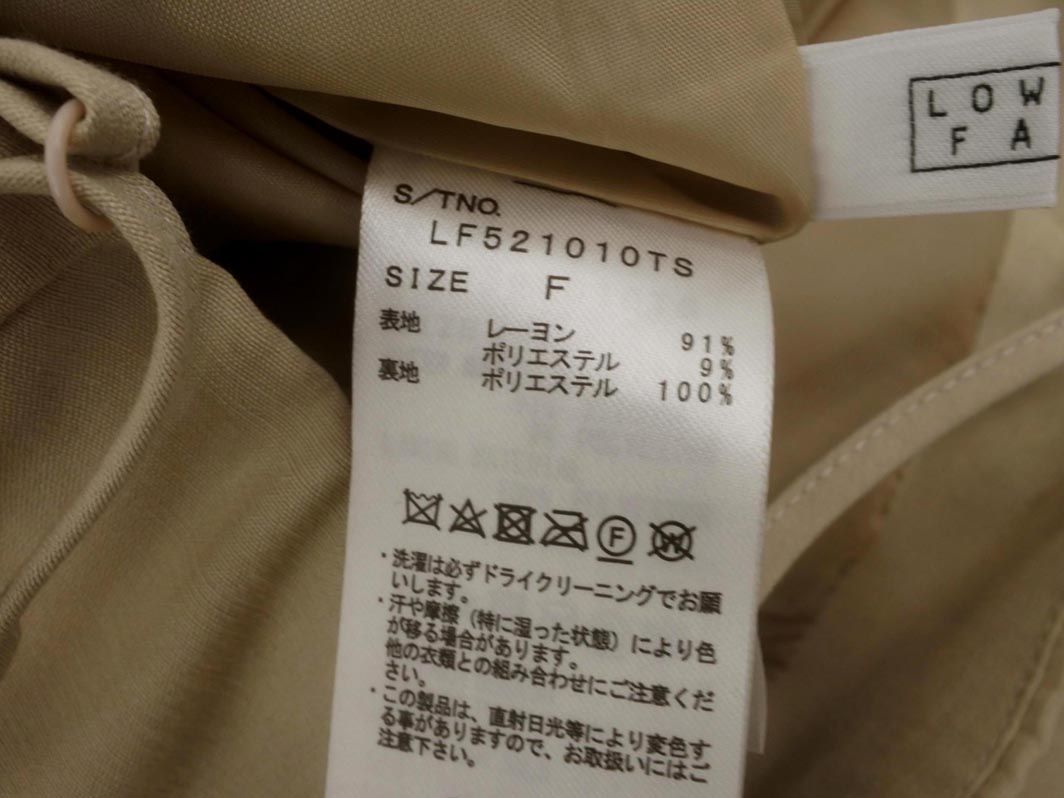 LOW
FA
S/TNO.
LF521010TS
SIZE F
表地 レーヨン 91%
ポリエステル 9%
裏地 ポリエステル 100%
F W
・洗濯は必ずドライクリーニングでお願
いします。
・汗や摩擦（特に湿った状態）により色
が移る場合があります。
他の衣類との組み合わせにご注意くだ
さい。
・この製品は、直射日光等により変色す
る事がありますので、お取扱いにはご
注意下さい。